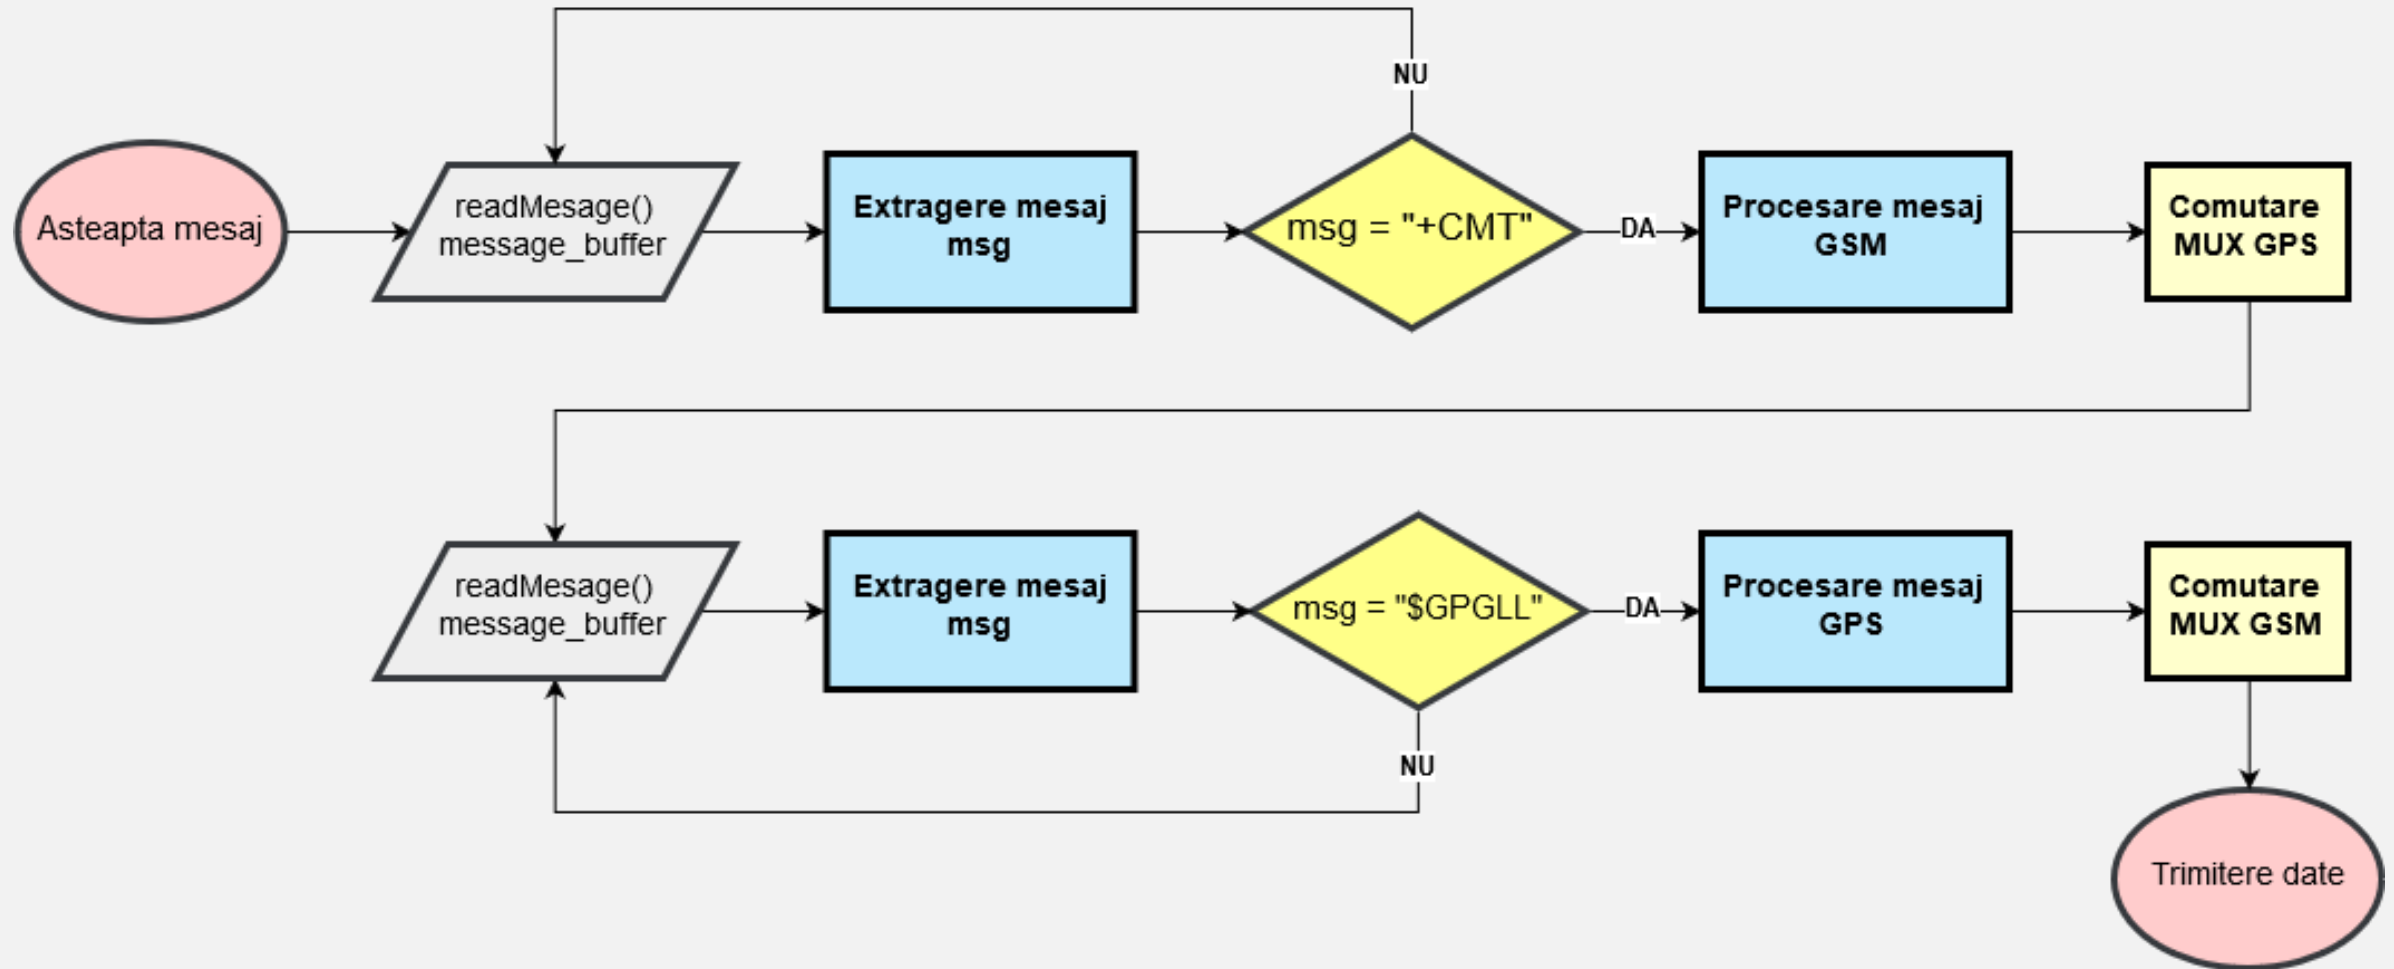 NU
Asteapta mesaj
readMesage()
message_buffer
Extragere mesaj
msg
msg = "+CMT"
DA
Procesare mesaj
GSM
Comutare
MUX GPS
readMesage()
message_buffer
Extragere mesaj
msg
msg = "$GPGLL"
DA
Procesare mesaj
GPS
Comutare
MUX GSM
NU
Trimitere date